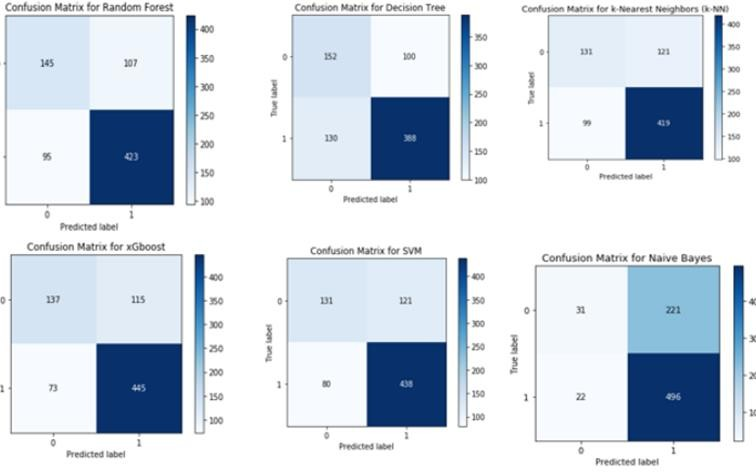 Confusion Matrix for Random Forest
145 107
95 423
0 1
Predicted label
400
350
300
250
200
150
100
Confusion Matrix for Decision Tree
True label
0 152 100
1 130 388
0 1
Predicted label
350
300
250
200
150
100
Confusion Matrix for k-Nearest Neighbors (k-NN)
True label
0 131 121
1 99 419
0 1
Predicted label
400
350
300
250
200
150
100
Confusion Matrix for xGboost
0 137 115
1 73 445
0 1
Predicted label
400
350
300
250
200
150
100
Confusion Matrix for SVM
True label
0 131 121
1 80 438
0 1
Predicted label
400
350
300
250
200
150
100
Confusion Matrix for Naive Bayes
True label
0 31 221
1 22 496
0 1
Predicted label